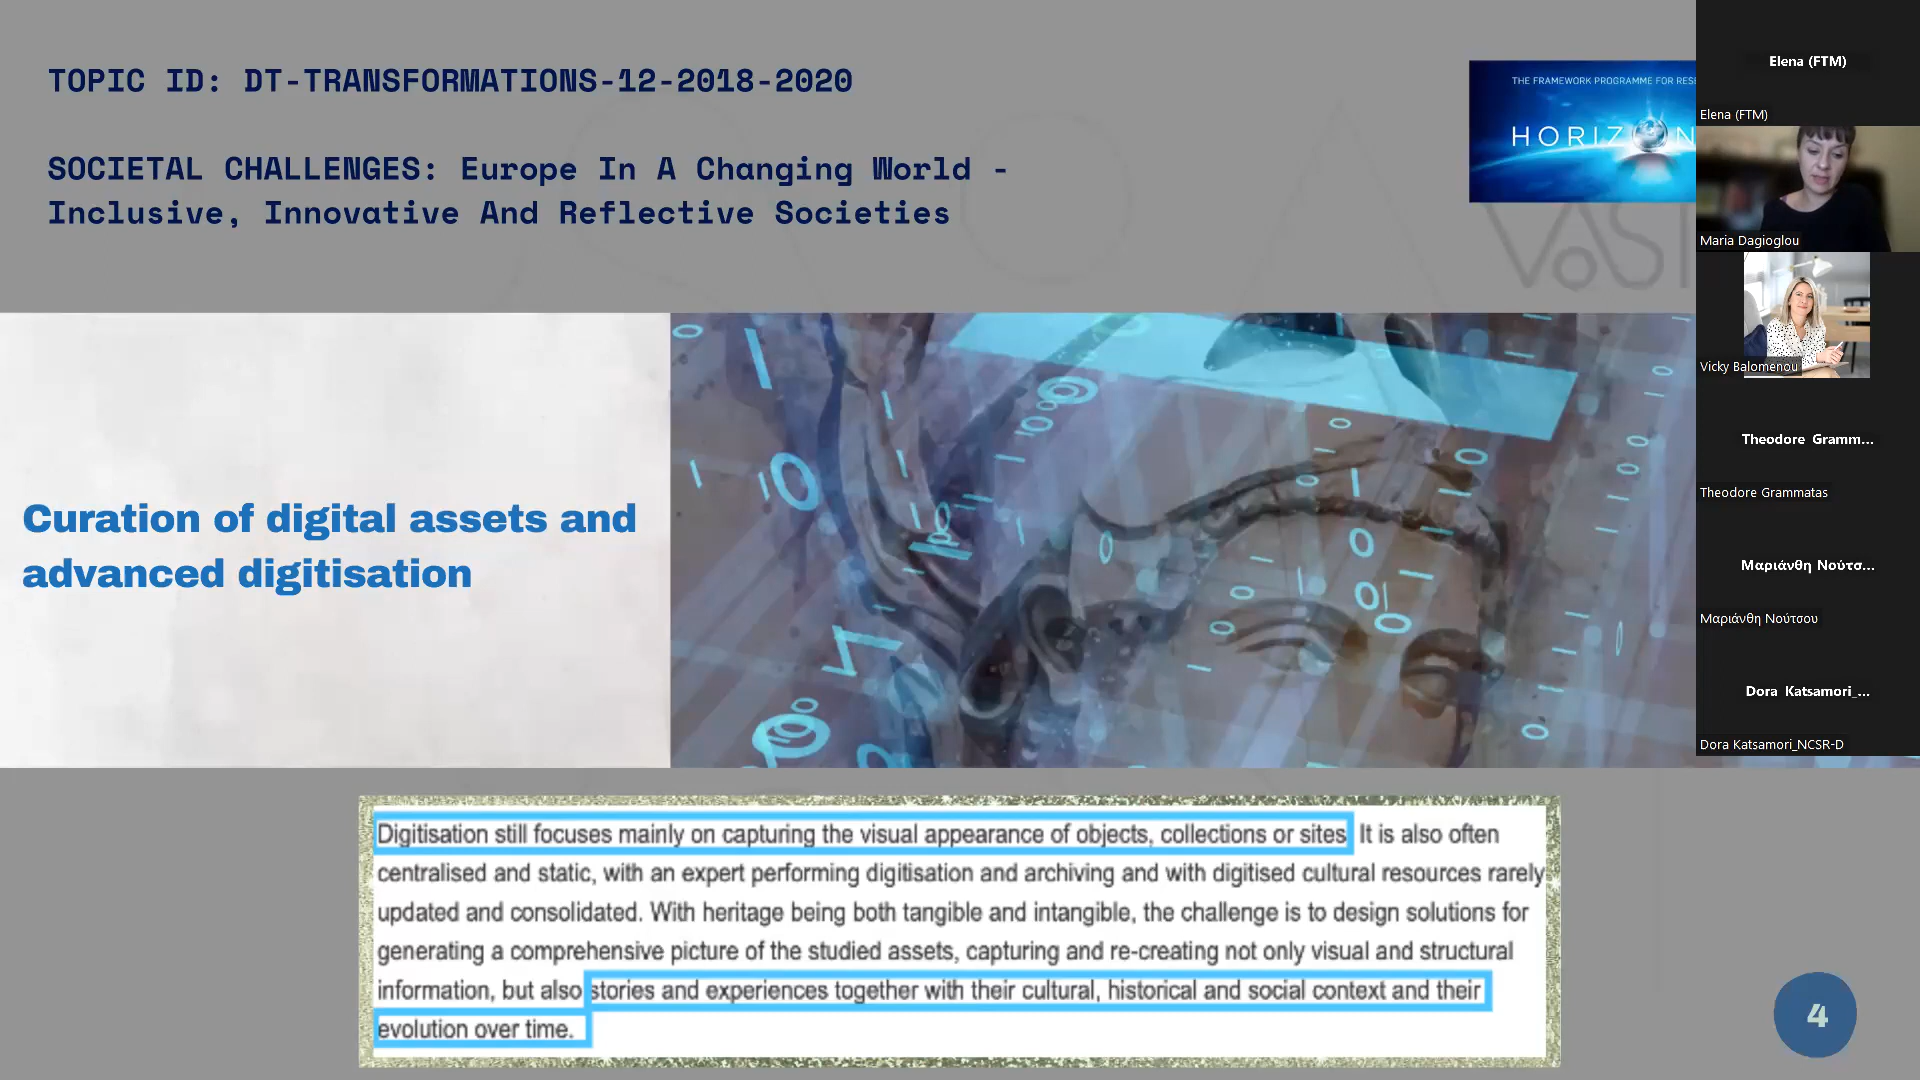 TOPIC ID: DT-TRANSFORMATIONS-12-2018-2020
SOCIETAL CHALLENGES: Europe In A Changing World -
Inclusive, Innovative And Reflective Societies
THE FRAMEWORK PROGRAMME FOR RES
HORIZON
VAST
Curation of digital assets and
advanced digitisation
Digitisation still focuses mainly on capturing the visual appearance of objects, collections or sites. It is also often
centralised and static, with an expert performing digitisation and archiving and with digitised cultural resources rarely
updated and consolidated. With heritage being both tangible and intangible, the challenge is to design solutions for
generating a comprehensive picture of the studied assets, capturing and re-creating not only visual and structural
information, but also stories and experiences together with their cultural, historical and social context and their
evolution over time.
4
Elena (FTM)
Elena (FTM)
Maria Dagioglou
Vicky Balomenou
Theodore Gramm...
Theodore Grammatas
Μαριάνθη Νούτσ...
Μαριάνθη Νούτσου
Dora Katsamori_...
Dora Katsamori_NCSR-D